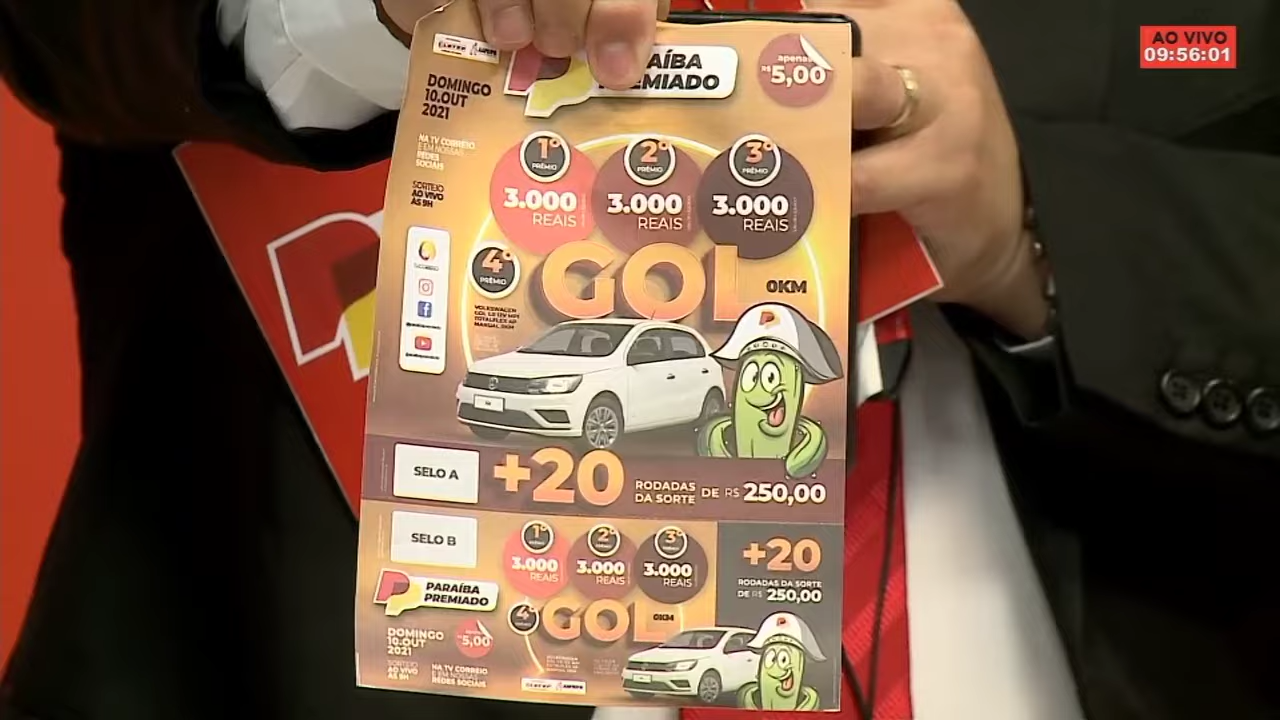 AO VIVO
09:56:01
DOMINGO
10.OUT
2021
AÍBA
EMIADO
apenas
R$5,00
NA TV CORREIO
E EM NOSSAS
REDES
SOCIAIS
SORTEIO
AO VIVO
ÀS 9H
1º
PRÊMIO
3.000
REAIS
2º
PRÊMIO
3.000
REAIS
3º
PRÊMIO
3.000
REAIS
4º
PRÊMIO
GOL
0KM
VOLKSWAGEN
SELO A
+20
RODADAS
DA SORTE
DE R$ 250,00
SELO B
1º
3.000
REAIS
2º
3.000
REAIS
3º
3.000
REAIS
+20
RODADAS DA SORTE
DE R$ 250,00
PARAÍBA
PREMIADO
4º
GOL
0KM
DOMINGO
10.OUT
2021
R$5,00
SORTEIO
AO VIVO
ÀS 9H
NA TV CORREIO
E EM NOSSAS
REDES SOCIAIS